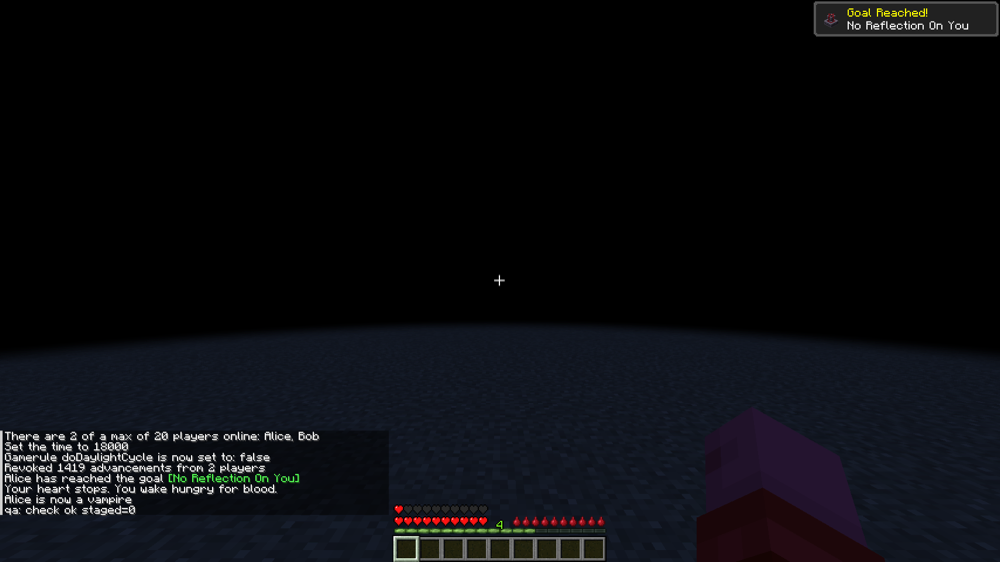 Goal Reached!
No Reflection On You
There are 2 of a max of 20 players online: Alice, Bob
Set the time to 18000
Gamerule doDaylightCycle is now set to: false
Revoked 1419 advancements from 2 players
Alice has reached the goal [No Reflection On You]
Your heart stops. You wake hungry for blood.
Alice is now a vampire
qa: check ok staged=0
4